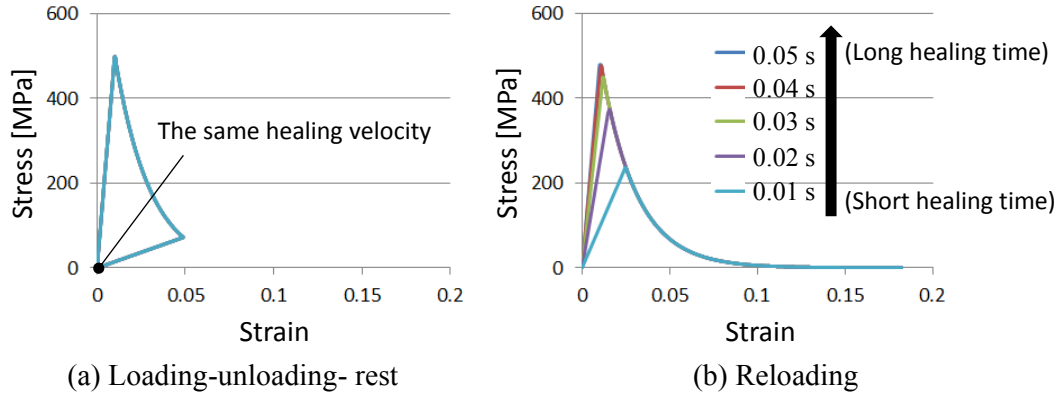 600
400
200
0
Stress [MPa]
The same healing velocity
0
0.05
0.1
0.15
0.2
Strain
(a) Loading-unloading- rest
600
400
200
0
Stress [MPa]
0.05 s
0.04 s
0.03 s
0.02 s
0.01 s
(Long healing time)
(Short healing time)
0
0.05
0.1
0.15
0.2
Strain
(b) Reloading